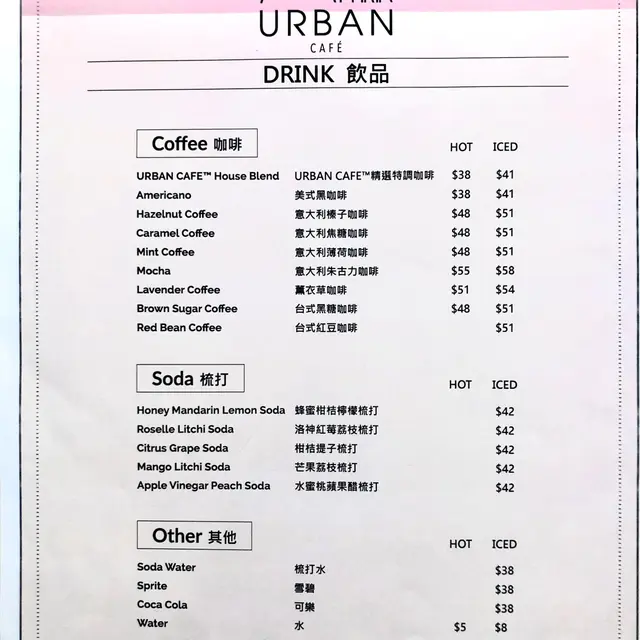 URBAN
CAFÉ
DRINK 飲品
Coffee 咖啡 HOT ICED
URBAN CAFE™ House Blend URBAN CAFE™精選特調咖啡 $38 $41
Americano 美式黑咖啡 $38 $41
Hazelnut Coffee 意大利榛子咖啡 $48 $51
Caramel Coffee 意大利焦糖咖啡 $48 $51
Mint Coffee 意大利薄荷咖啡 $48 $51
Mocha 意大利朱古力咖啡 $55 $58
Lavender Coffee 薰衣草咖啡 $51 $54
Brown Sugar Coffee 台式黑糖咖啡 $48 $51
Red Bean Coffee 台式紅豆咖啡 $51
Soda 梳打 HOT ICED
Honey Mandarin Lemon Soda 蜂蜜柑桔檸檬梳打 $42
Roselle Litchi Soda 洛神紅莓荔枝梳打 $42
Citrus Grape Soda 柑桔提子梳打 $42
Mango Litchi Soda 芒果荔枝梳打 $42
Apple Vinegar Peach Soda 水蜜桃蘋果醋梳打 $42
Other 其他 HOT ICED
Soda Water 梳打水 $38
Sprite 雪碧 $38
Coca Cola 可樂 $38
Water 水 $5 $8